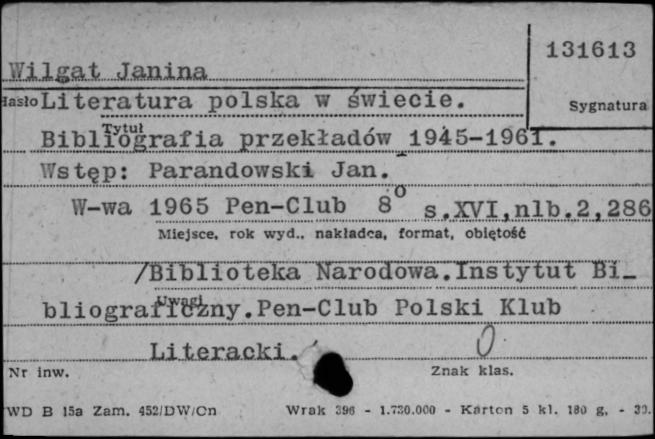 131613
Wilgat Janina
Hasło Literatura polska w świecie.
Sygnatura
Tytuł
Bibliografia przekładów 1945-1961.
Wstęp: Parandowski Jan.
W-wa 1965 Pen-Club 8° s.XVI,nlb.2,286
Miejsce, rok wyd., nakładca, format, objętość
/Biblioteka Narodowa.Instytut Bi_
Uwagi
bliograficzny.Pen-Club Polski Klub
Literacki.
0
Nr inw.
Znak klas.
WD B 15a Zam. 452/DW/Cn Wrak 396 - 1.730.000 - Karton 5 kl. 180 g. - 30.